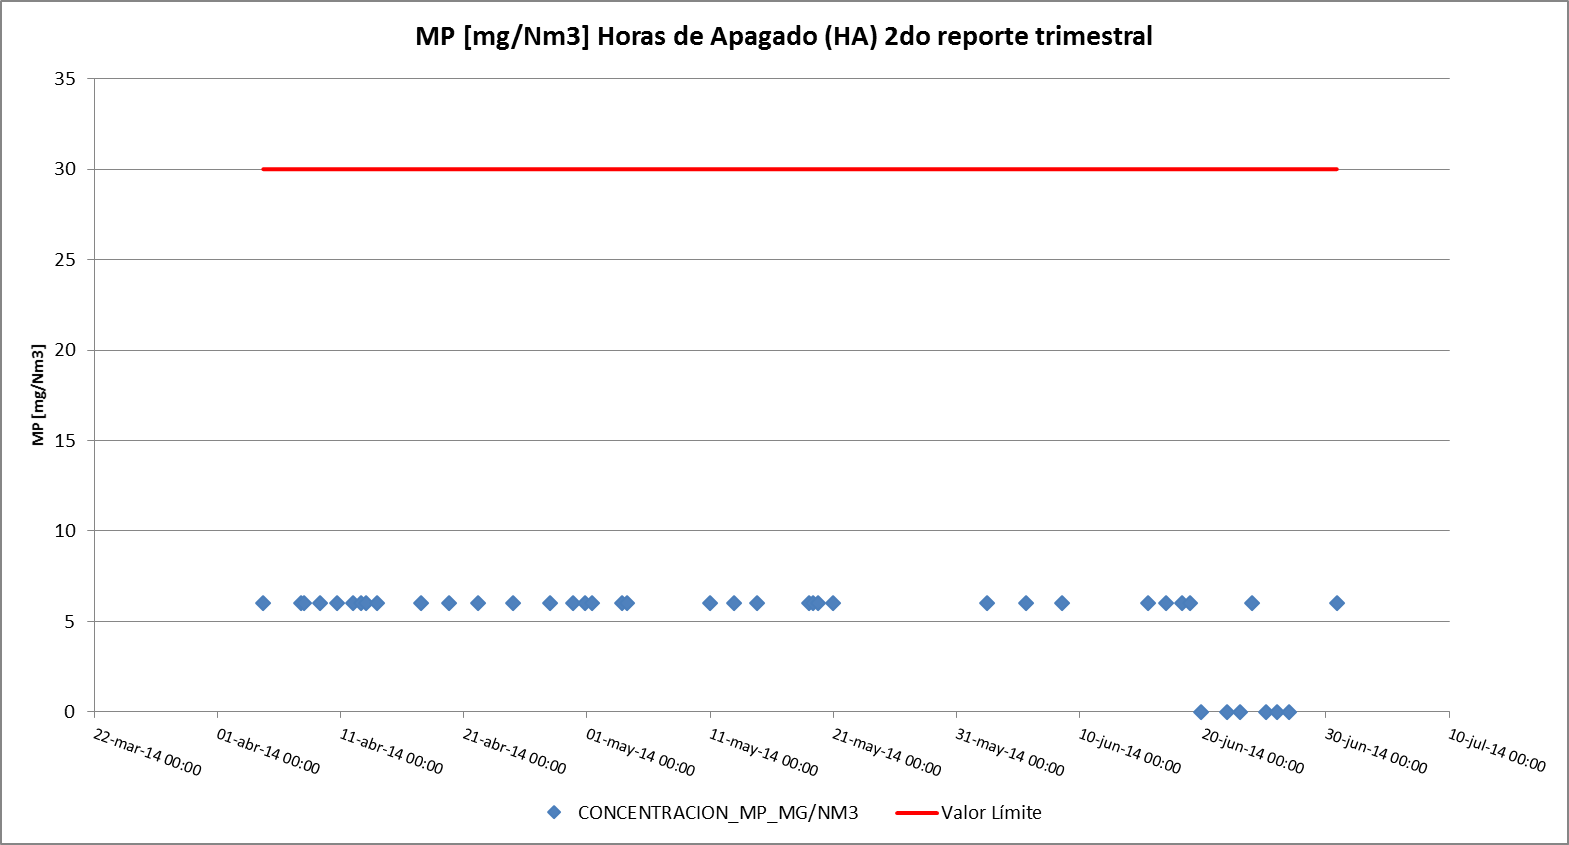 MP [mg/Nm3] Horas de Apagado (HA) 2do reporte trimestral
35
30
25
20
15
10
5
0
MP [mg/Nm3]
22-mar-14 00:00
01-abr-14 00:00
11-abr-14 00:00
21-abr-14 00:00
01-may-14 00:00
11-may-14 00:00
21-may-14 00:00
31-may-14 00:00
10-jun-14 00:00
20-jun-14 00:00
30-jun-14 00:00
10-jul-14 00:00
CONCENTRACION_MP_MG/NM3
Valor Límite